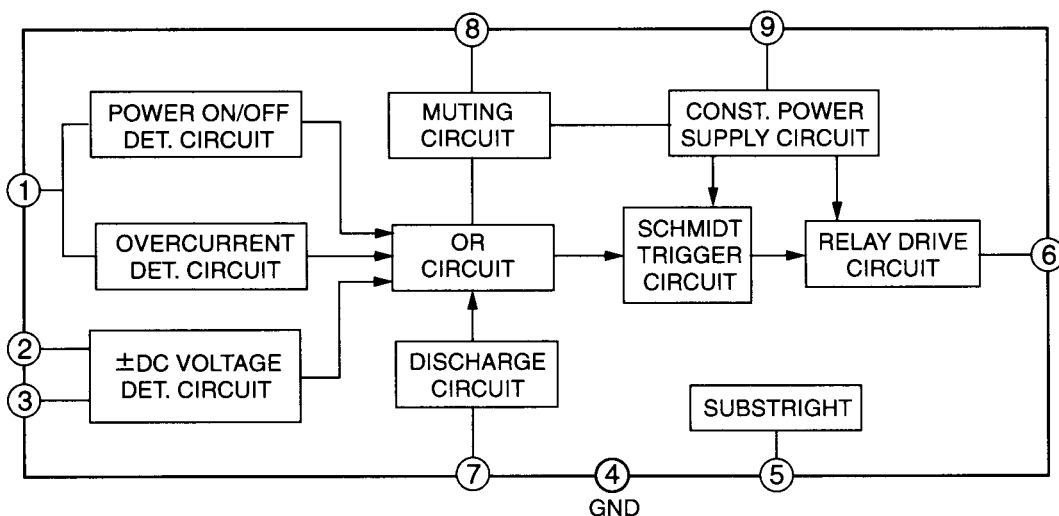 8
9
POWER ON/OFF
DET. CIRCUIT
MUTING
CIRCUIT
CONST. POWER
SUPPLY CIRCUIT
1
OVERCURRENT
DET. CIRCUIT
OR
CIRCUIT
SCHMIDT
TRIGGER
CIRCUIT
RELAY DRIVE
CIRCUIT
6
2
3
±DC VOLTAGE
DET. CIRCUIT
DISCHARGE
CIRCUIT
SUBSTRIGHT
7
4
5
GND